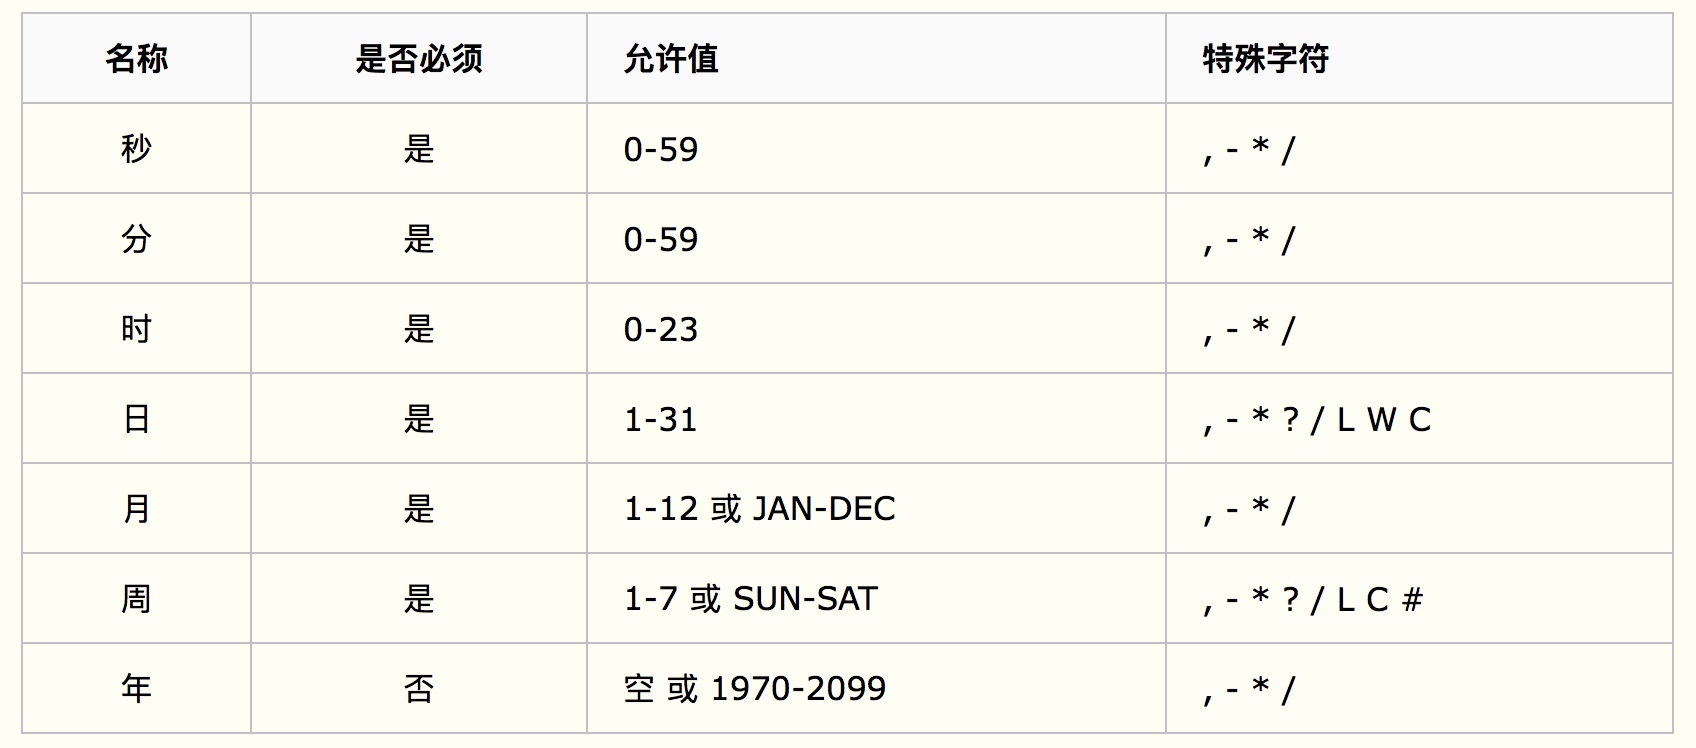 名称 是否必须 允许值 特殊字符
秒 是 0-59 , - * /
分 是 0-59 , - * /
时 是 0-23 , - * /
日 是 1-31 , - * ? / L W C
月 是 1-12 或 JAN-DEC , - * /
周 是 1-7 或 SUN-SAT , - * ? / L C #
年 否 空 或 1970-2099 , - * /